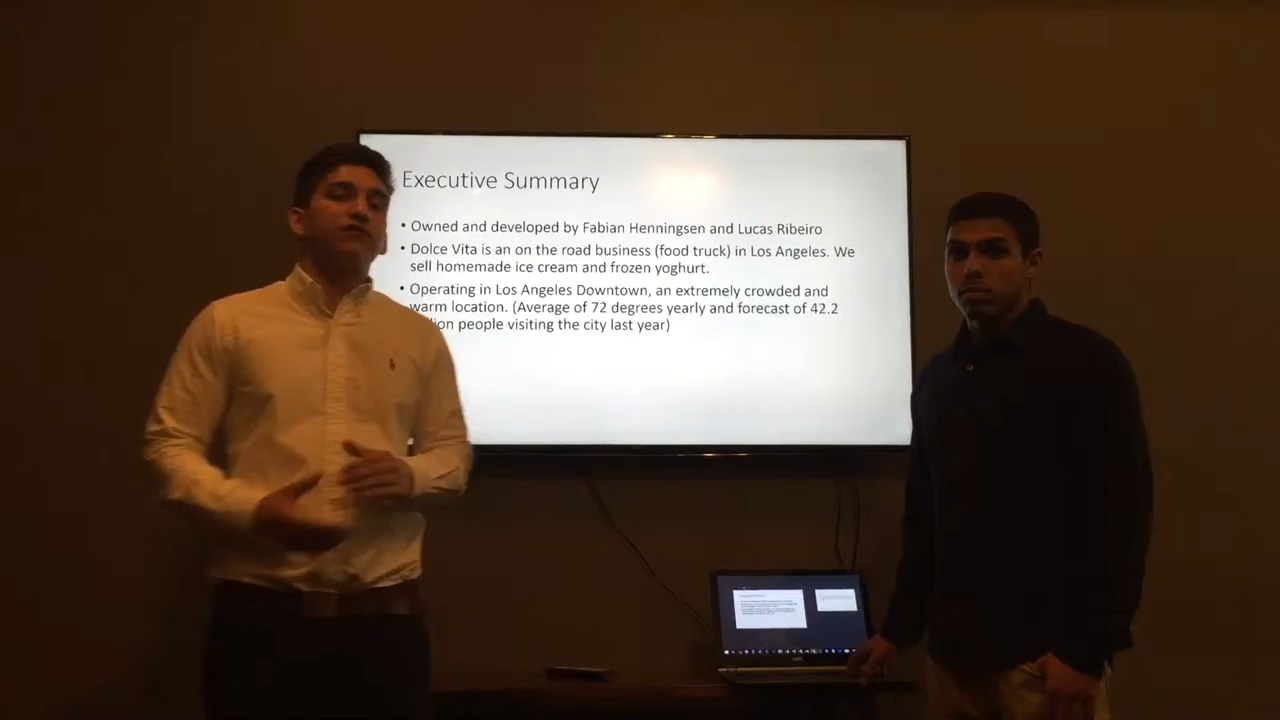 Executive Summary
• Owned and developed by Fabian Henningsen and Lucas Ribeiro
• Dolce Vita is an on the road business (food truck) in Los Angeles. We
sell homemade ice cream and frozen yoghurt.
• Operating in Los Angeles Downtown, an extremely crowded and
warm location. (Average of 72 degrees yearly and forecast of 42.2
people visiting the city last year)